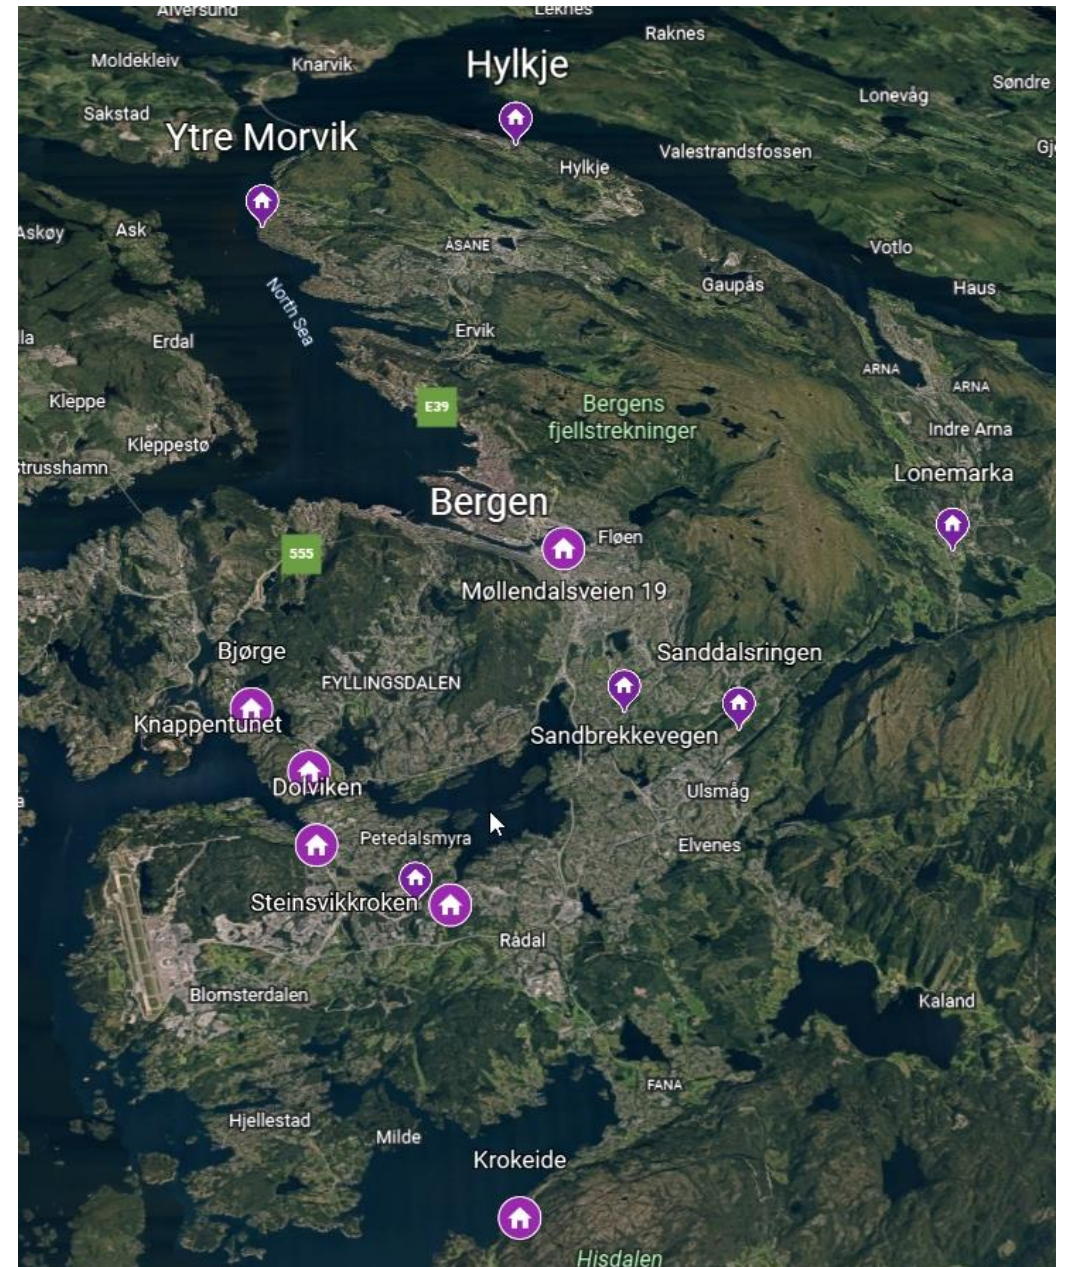 Alversund
Leknes
Raknes
Moldekleiv
Knarvik
Hylkje
Søndre
Lonevåg
Sakstad
Ytre Morvik
Valestrandsfossen
Hylkje
Askøy
Ask
ÅSANE
Votlo
Gaupås
Haus
North Sea
Ervik
Erdal
lla
ARNA
ARNA
Kleppe
E39
Bergens
fjellstrekninger
Indre Arna
Kleppestø
Strusshamn
Lonemarka
Bergen
Fløen
555
Møllendalsveien 19
Bjørge
Sanddalsringen
FYLLINGSDALEN
Knappentunet
Sandbrekkevegen
Dolviken
Ulsmåg
Petedalsmyra
Elvenes
Steinsvikkroken
Rådal
Blomsterdalen
Kaland
FANA
Hjellestad
Milde
Krokeide
Hisdalen